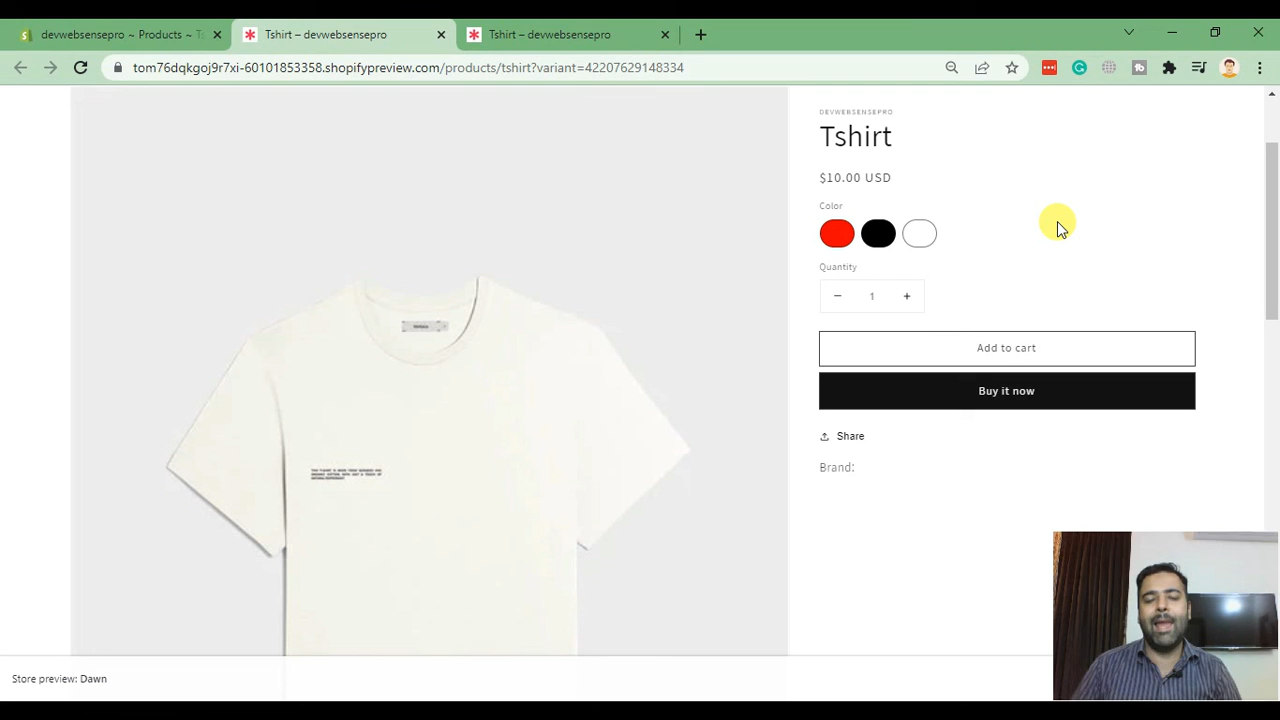 devwebsensepro ~ Products ~ T
Tshirt – devwebsensepro
Tshirt – devwebsensepro
tom76dqkgoj9r7xi-60101853358.shopifypreview.com/products/tshirt?variant=42207629148334
DEVWEBSENSEPRO
Tshirt
$10.00 USD
Color
Quantity
− 1 +
Add to cart
Buy it now
Share
Brand:
Store preview: Dawn